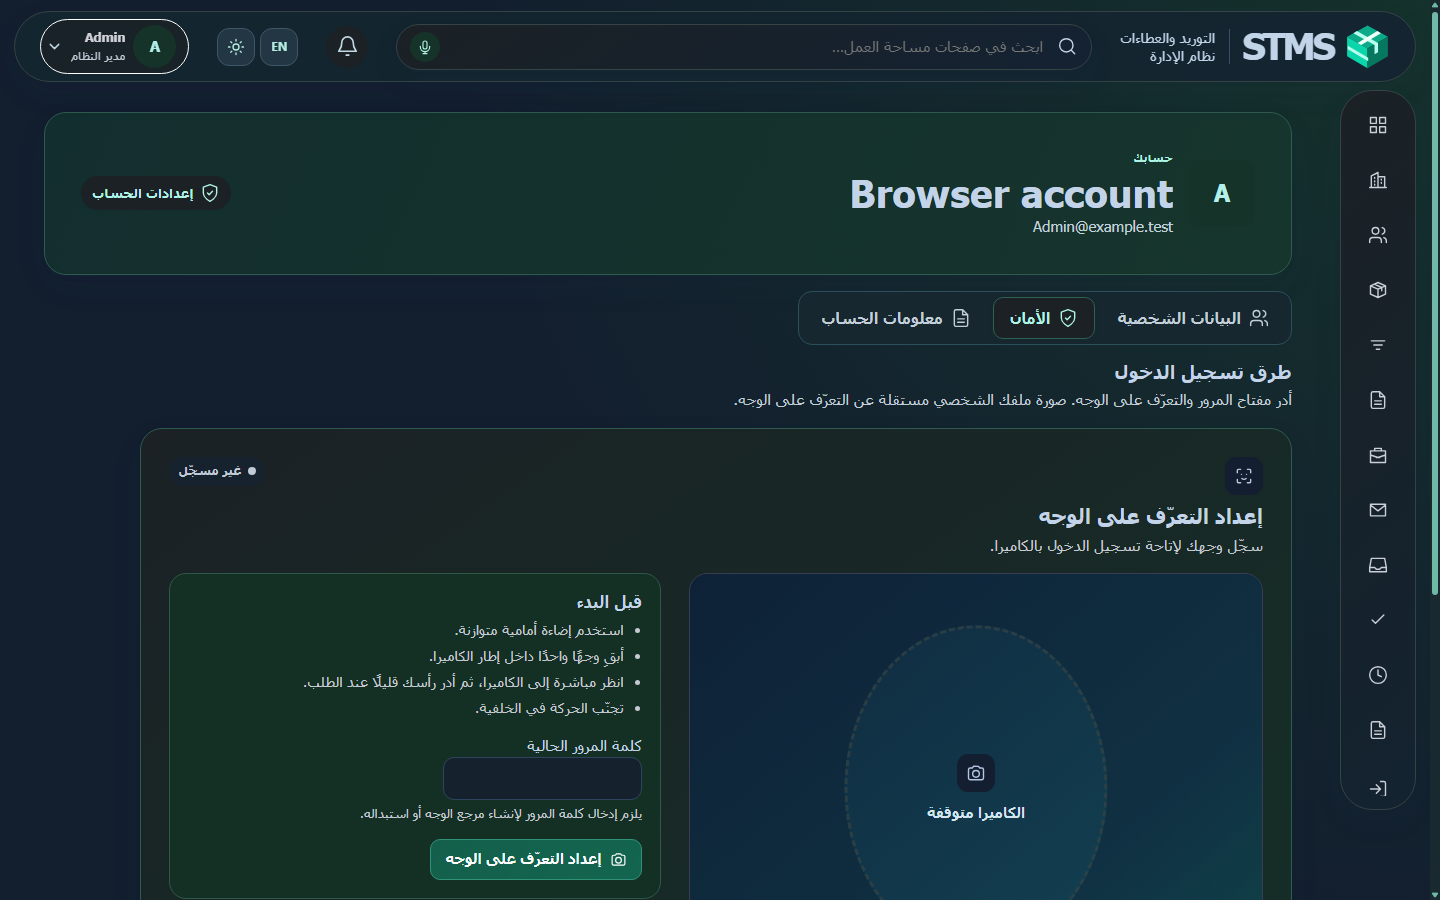 STMS
التوريد والعطاءات
نظام الإدارة
ابحث في صفحات مساحة العمل...
EN
A
Admin
مدير النظام
حسابك
A
Browser account
Admin@example.test
إعدادات الحساب
البيانات الشخصية
الأمان
معلومات الحساب
طرق تسجيل الدخول
أدر مفتاح المرور والتعرّف على الوجه. صورة ملفك الشخصي مستقلة عن التعرّف على الوجه.
غير مسجّل
إعداد التعرّف على الوجه
سجّل وجهك لإتاحة تسجيل الدخول بالكاميرا.
الكاميرا متوقفة
قبل البدء
استخدم إضاءة أمامية متوازنة.
أبقِ وجهًا واحدًا داخل إطار الكاميرا.
انظر مباشرة إلى الكاميرا، ثم أدر رأسك قليلًا عند الطلب.
تجنّب الحركة في الخلفية.
كلمة المرور الحالية
يلزم إدخال كلمة المرور لإنشاء مرجع الوجه أو استبداله.
إعداد التعرّف على الوجه